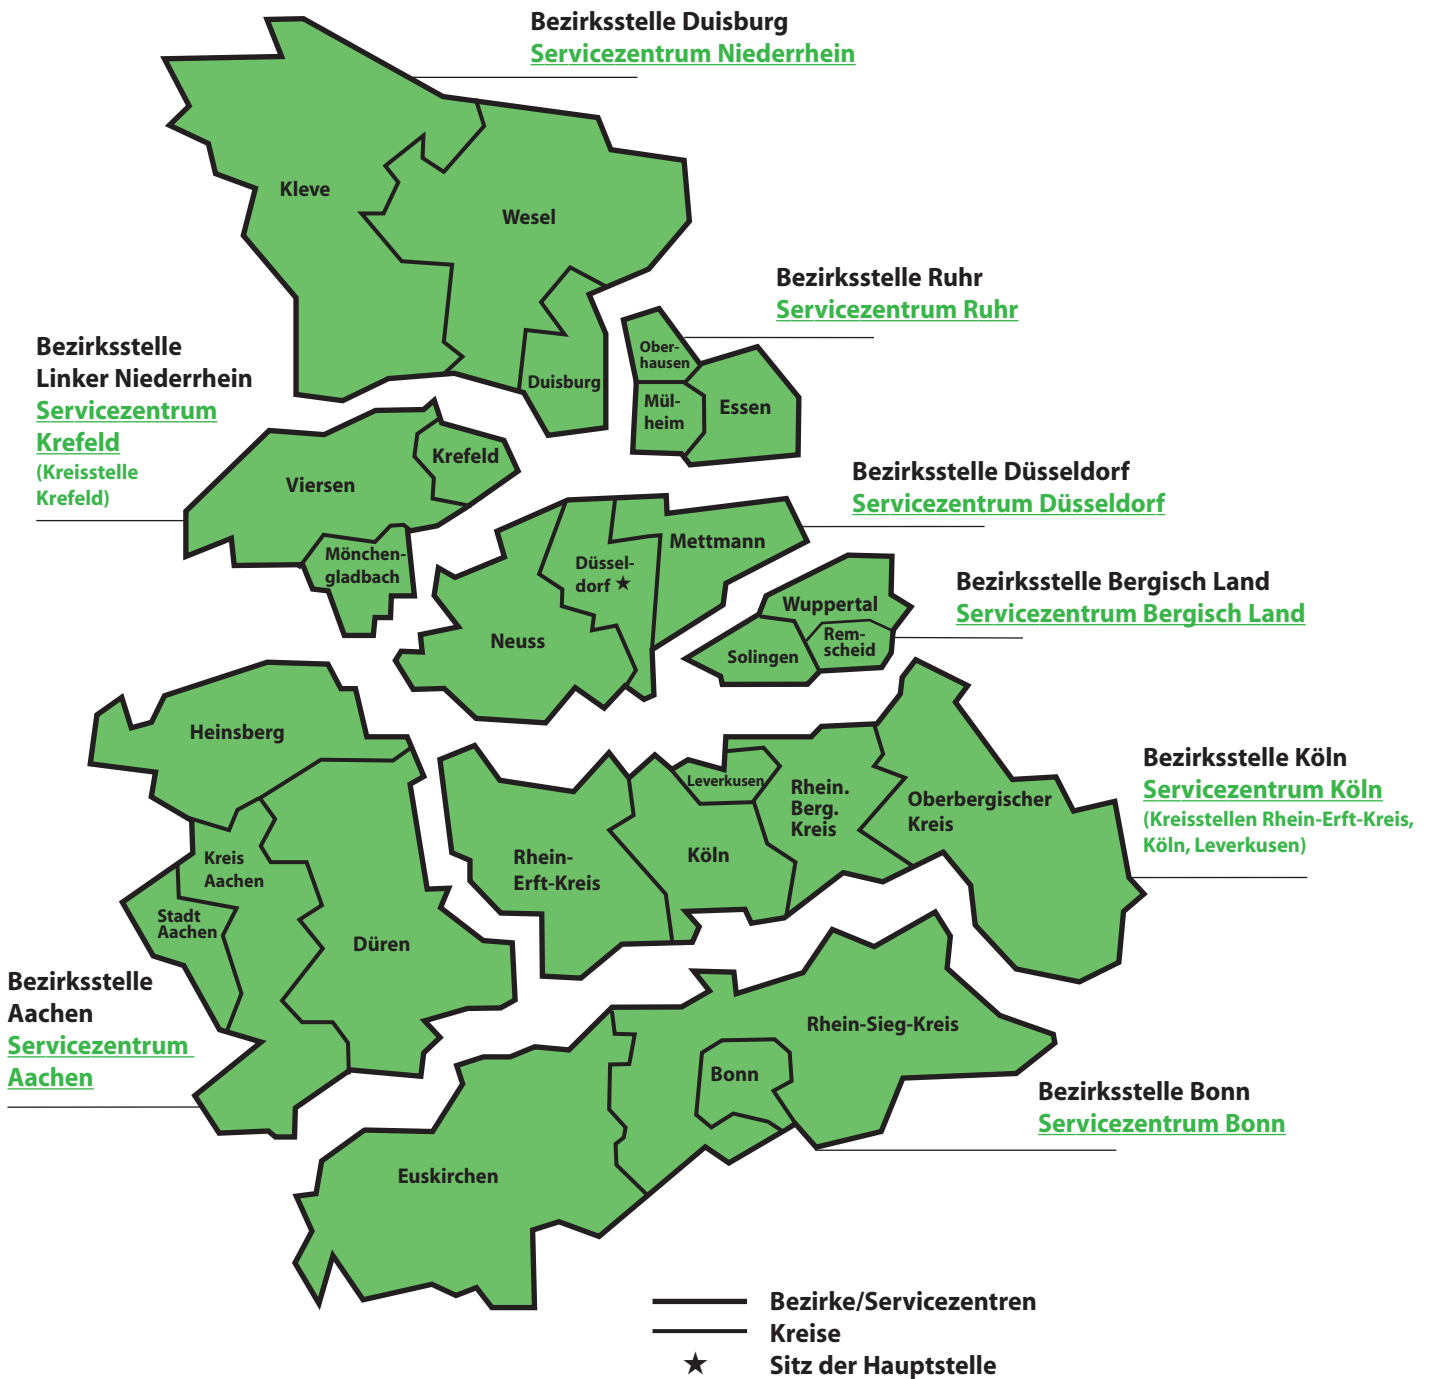 Bezirksstelle Duisburg
Servicezentrum Niederrhein
Kleve
Wesel
Duisburg
Bezirksstelle Ruhr
Servicezentrum Ruhr
Ober-
hausen
Mül-
heim
Essen
Bezirksstelle
Linker Niederrhein
Servicezentrum
Krefeld
(Kreisstelle
Krefeld)
Krefeld
Viersen
Mönchen-
gladbach
Bezirksstelle Düsseldorf
Servicezentrum Düsseldorf
Mettmann
Düssel-
dorf ★
Neuss
Bezirksstelle Bergisch Land
Servicezentrum Bergisch Land
Wuppertal
Rem-
scheid
Solingen
Heinsberg
Kreis
Aachen
Stadt
Aachen
Düren
Bezirksstelle
Aachen
Servicezentrum
Aachen
Bezirksstelle Köln
Servicezentrum Köln
(Kreisstellen Rhein-Erft-Kreis,
Köln, Leverkusen)
Leverkusen
Rhein.
Berg.
Kreis
Oberbergischer
Kreis
Rhein-
Erft-Kreis
Köln
Rhein-Sieg-Kreis
Bonn
Euskirchen
Bezirksstelle Bonn
Servicezentrum Bonn
Bezirke/Servicezentren
Kreise
★ Sitz der Hauptstelle